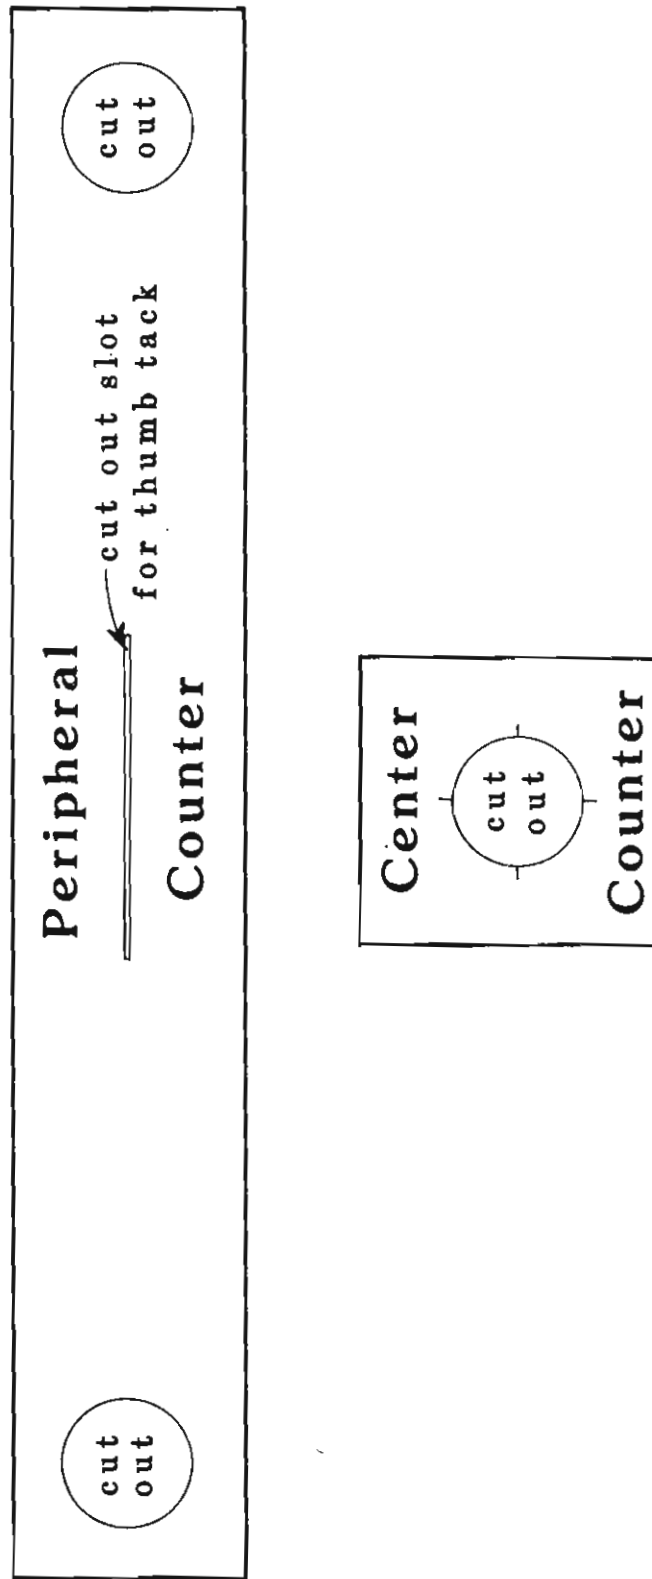 cut
out
Peripheral
Counter
cut out slot
for thumb tack
cut
out
Center
cut
out
Counter